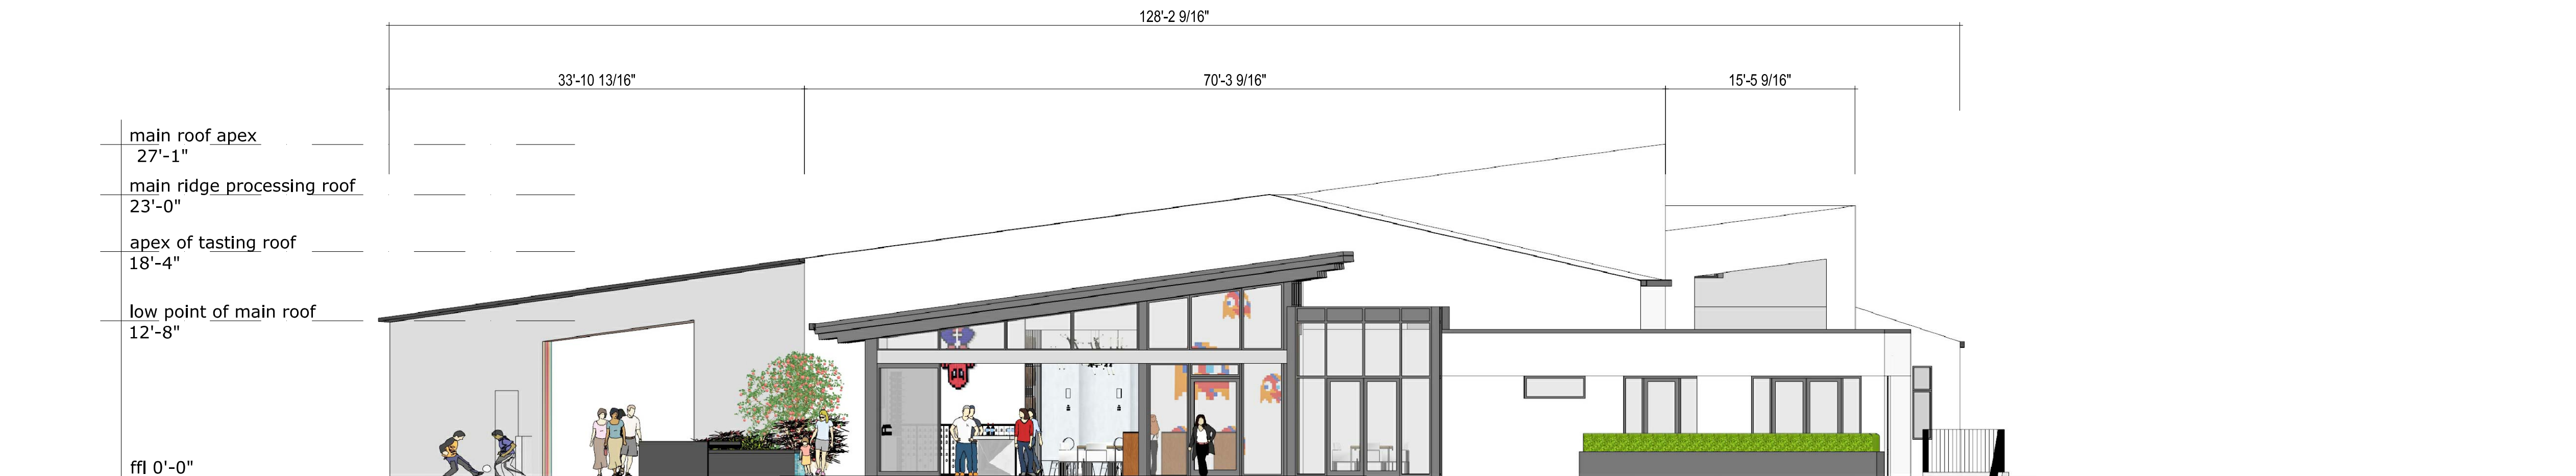 128'-2 9/16"
33'-10 13/16"
70'-3 9/16"
15'-5 9/16"
main roof apex
27'-1"
main ridge processing roof
23'-0"
apex of tasting roof
18'-4"
low point of main roof
12'-8"
ffl 0'-0"